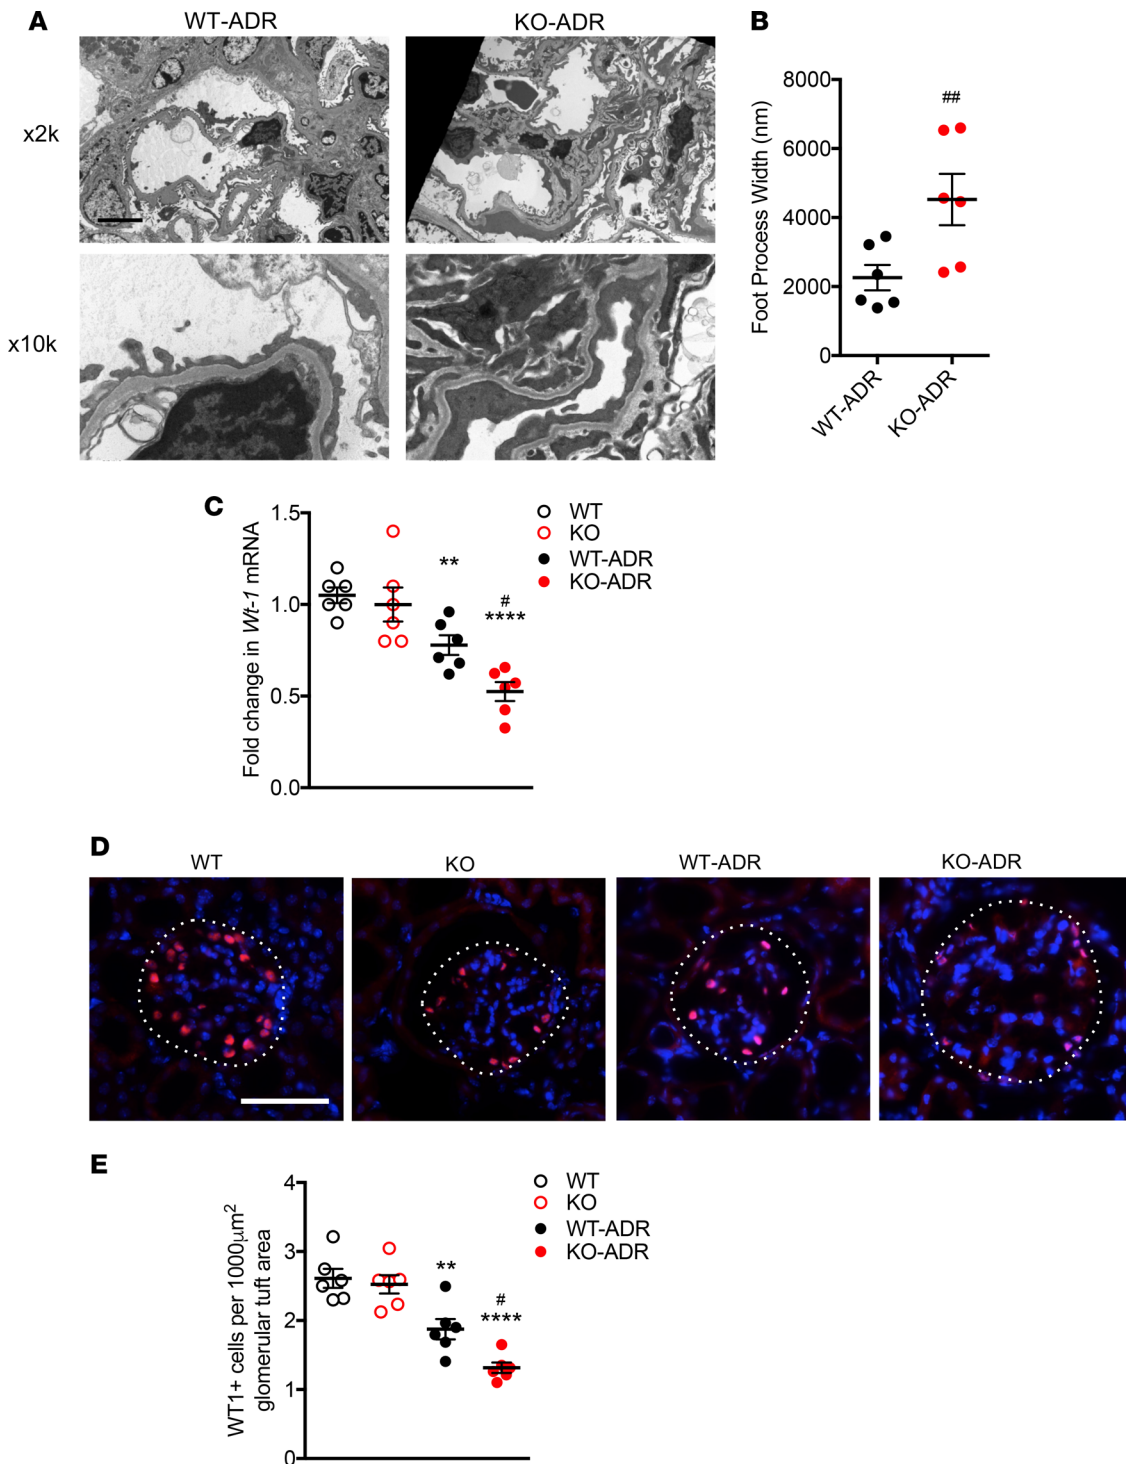 A
WT-ADR
KO-ADR
x2k
x10k
B
Foot Process Width (nm)
8000
6000
4000
2000
0
##
WT-ADR
KO-ADR
C
Fold change in Wt-1 mRNA
1.5
1.0
0.5
0.0
**
#
****
WT
KO
WT-ADR
KO-ADR
D
WT
KO
WT-ADR
KO-ADR
E
WT1+ cells per 1000μm2
glomerular tuft area
4
3
2
1
0
**
#
****
WT
KO
WT-ADR
KO-ADR